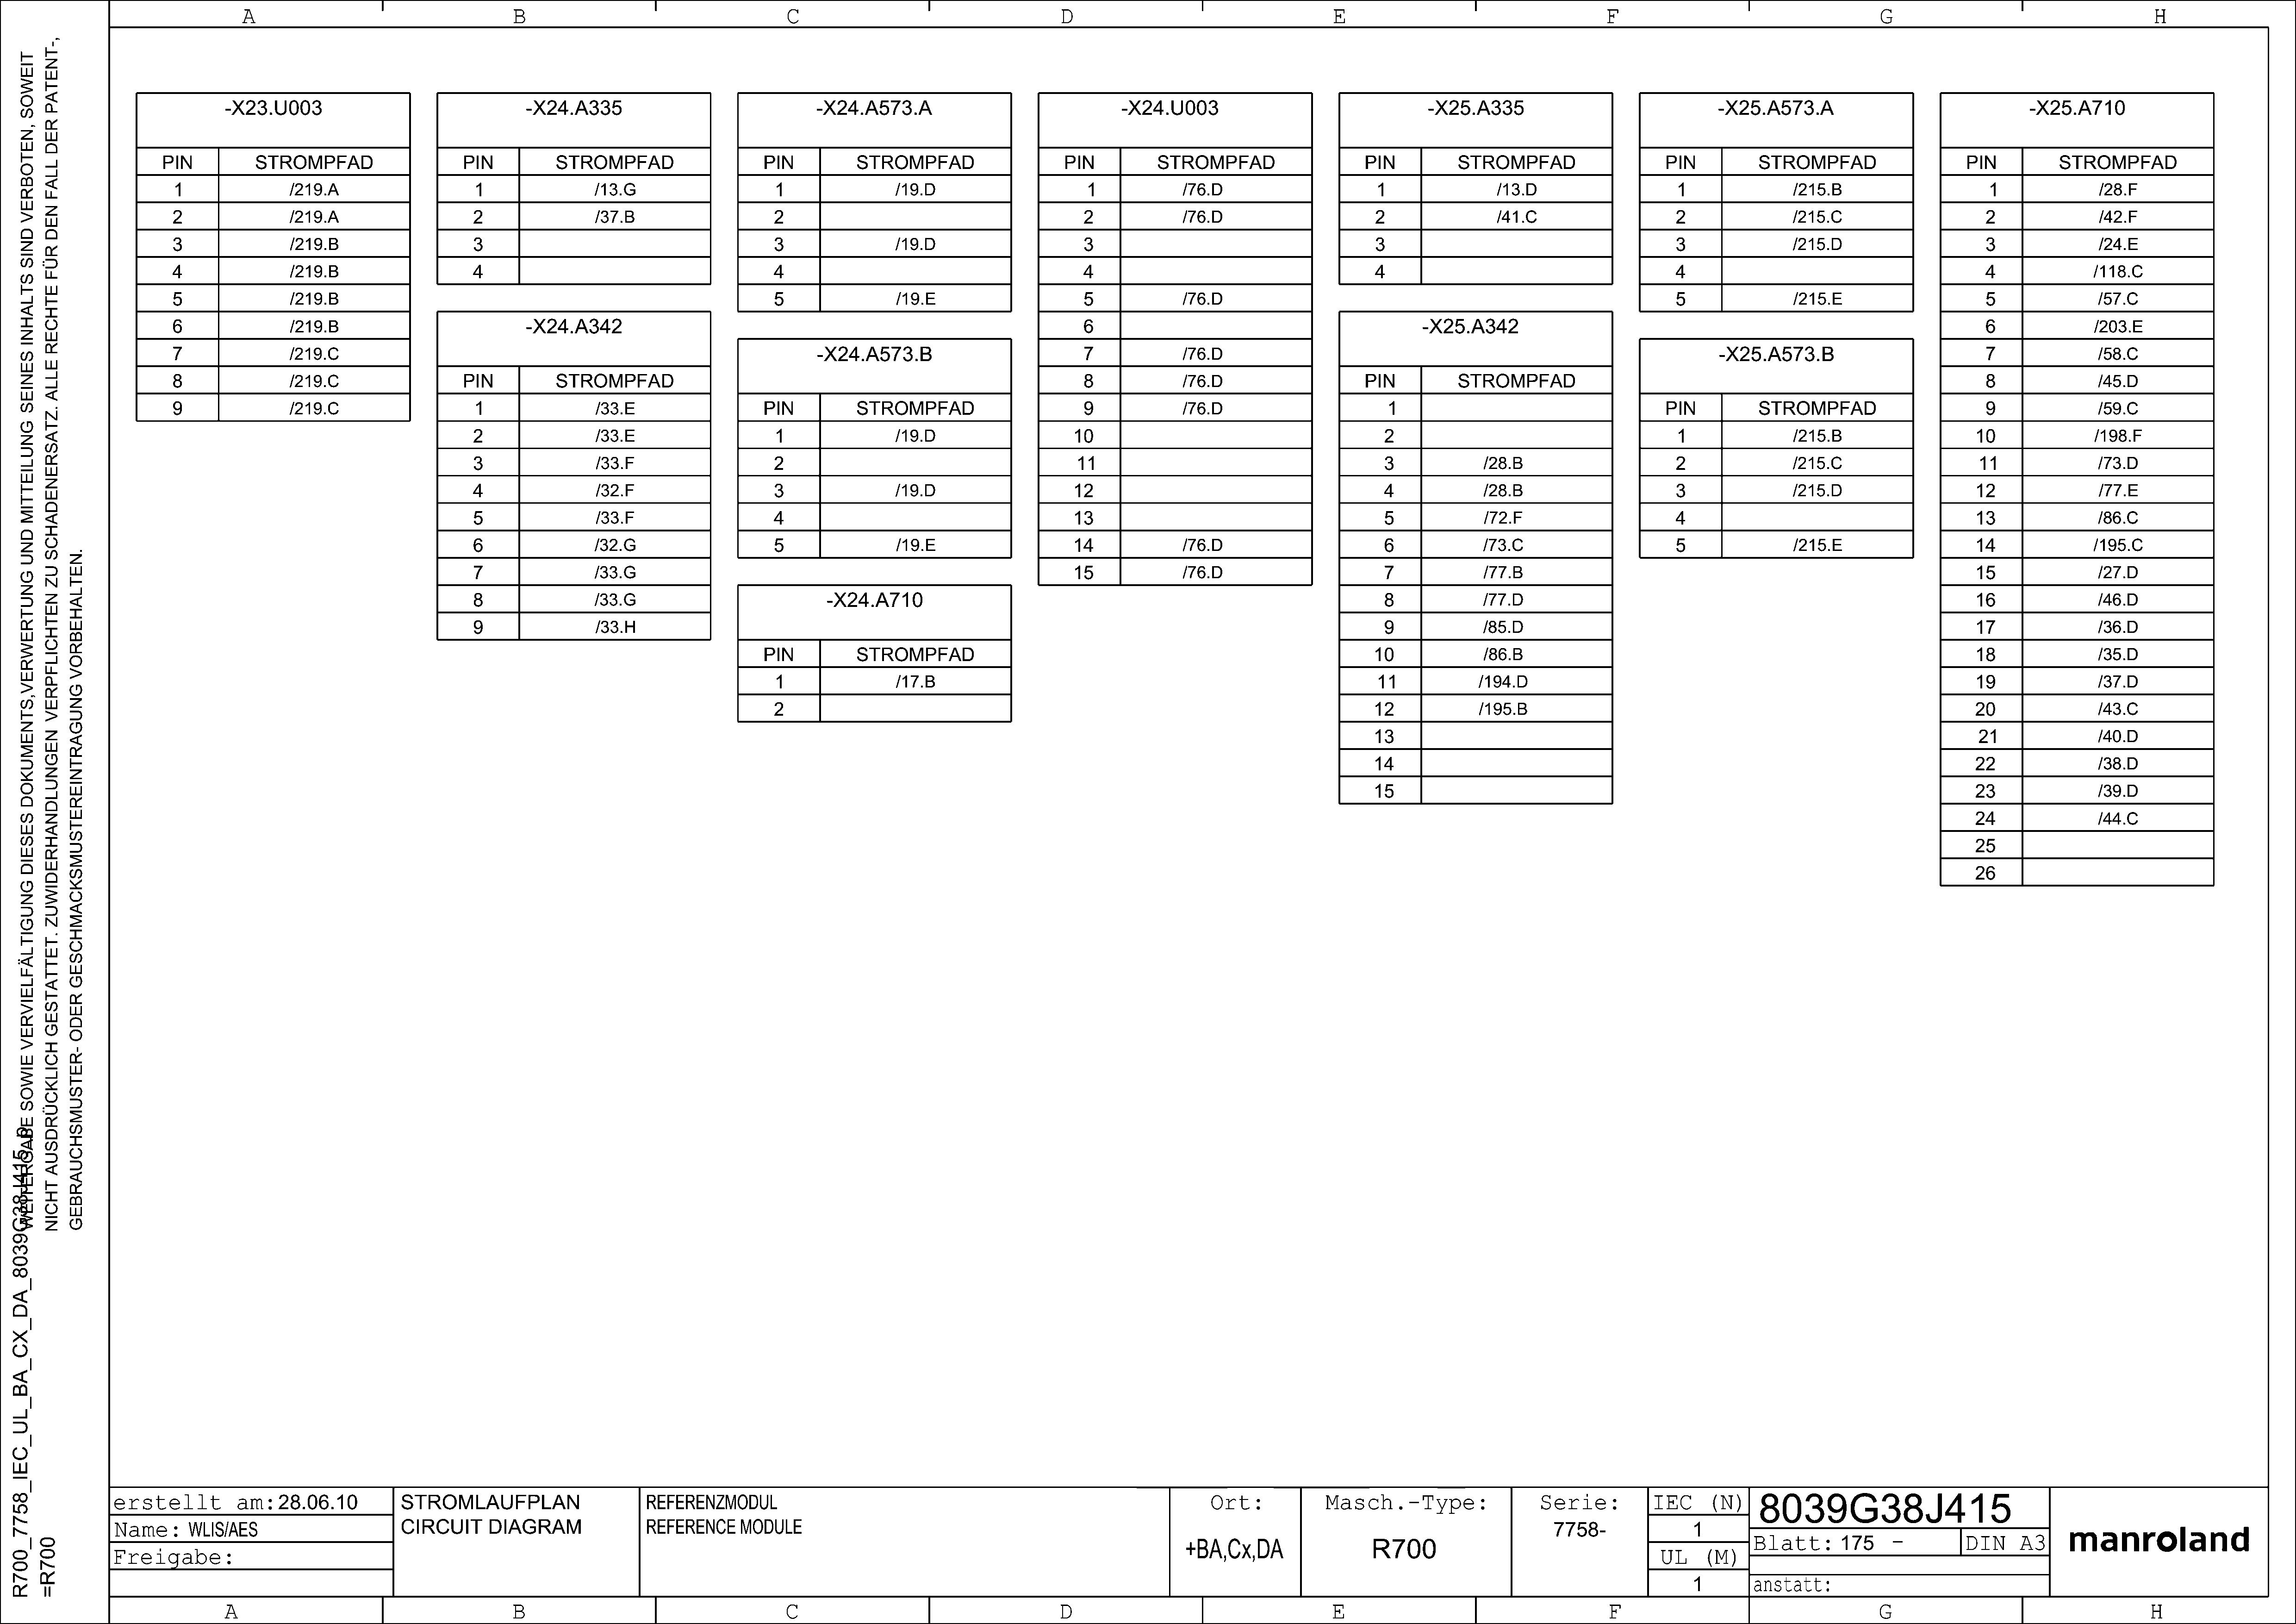 A B C D E F G H
-X23.U003
PIN STROMPFAD
1 /219.A
2 /219.A
3 /219.B
4 /219.B
5 /219.B
6 /219.B
7 /219.C
8 /219.C
9 /219.C
-X24.A335
PIN STROMPFAD
1 /13.G
2 /37.B
3
4
-X24.A342
PIN STROMPFAD
1 /33.E
2 /33.E
3 /33.F
4 /32.F
5 /33.F
6 /32.G
7 /33.G
8 /33.G
9 /33.H
-X24.A573.A
PIN STROMPFAD
1 /19.D
2
3 /19.D
4
5 /19.E
-X24.A573.B
PIN STROMPFAD
1 /19.D
2
3 /19.D
4
5 /19.E
-X24.A710
PIN STROMPFAD
1 /17.B
2
-X24.U003
PIN STROMPFAD
1 /76.D
2 /76.D
3
4
5 /76.D
6
7 /76.D
8 /76.D
9 /76.D
10
11
12
13
14 /76.D
15 /76.D
-X25.A335
PIN STROMPFAD
1 /13.D
2 /41.C
3
4
-X25.A342
PIN STROMPFAD
1
2
3 /28.B
4 /28.B
5 /72.F
6 /73.C
7 /77.B
8 /77.D
9 /85.D
10 /86.B
11 /194.D
12 /195.B
13
14
15
-X25.A573.A
PIN STROMPFAD
1 /215.B
2 /215.C
3 /215.D
4
5 /215.E
-X25.A573.B
PIN STROMPFAD
1 /215.B
2 /215.C
3 /215.D
4
5 /215.E
-X25.A710
PIN STROMPFAD
1 /28.F
2 /42.F
3 /24.E
4 /118.C
5 /57.C
6 /203.E
7 /58.C
8 /45.D
9 /59.C
10 /198.F
11 /73.D
12 /77.E
13 /86.C
14 /195.C
15 /27.D
16 /46.D
17 /36.D
18 /35.D
19 /37.D
20 /43.C
21 /40.D
22 /38.D
23 /39.D
24 /44.C
25
26
WEITERGABE SOWIE VERVIELFÄLTIGUNG DIESES DOKUMENTS,VERWERTUNG UND MITTEILUNG SEINES INHALTS SIND VERBOTEN, SOWEIT
NICHT AUSDRÜCKLICH GESTATTET. ZUWIDERHANDLUNGEN VERPFLICHTEN ZU SCHADENERSATZ. ALLE RECHTE FÜR DEN FALL DER PATENT-,
GEBRAUCHSMUSTER- ODER GESCHMACKSMUSTEREINTRAGUNG VORBEHALTEN.
R700_7758_IEC_UL_BA_CX_DA_8039G38J415_D
=R700
erstellt am: 28.06.10
Name: WLIS/AES
Freigabe:
STROMLAUFPLAN
CIRCUIT DIAGRAM
REFERENZMODUL
REFERENCE MODULE
Ort:
+BA,Cx,DA
Masch.-Type:
R700
Serie:
7758-
IEC (N)
1
UL (M)
1
8039G38J415
Blatt: 175 - DIN A3
anstatt:
manroland
A B C D E F G H